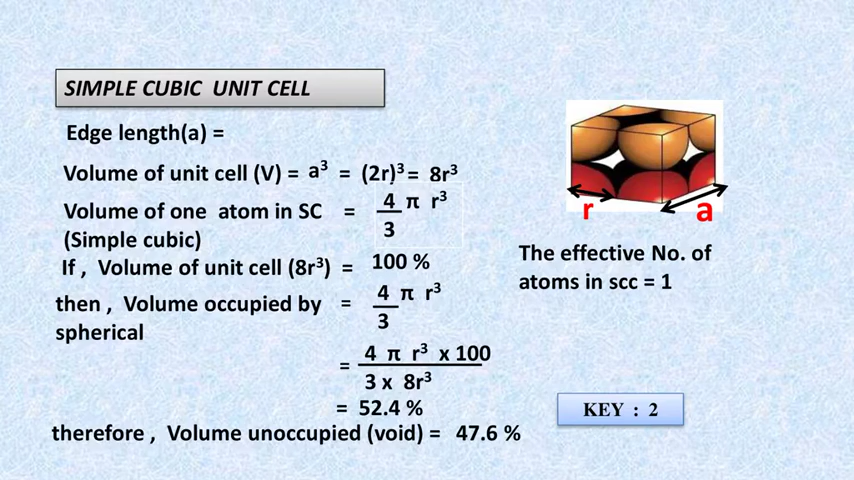 SIMPLE CUBIC UNIT CELL
Edge length(a) =
Volume of unit cell (V) = a³ = (2r)³ = 8r³
Volume of one atom in SC = 4 π r³
(Simple cubic) 3
If , Volume of unit cell (8r³) = 100 %
then , Volume occupied by = 4 π r³
spherical 3
= 4 π r³ x 100
3 x 8r³
= 52.4 %
therefore , Volume unoccupied (void) = 47.6 %
r a
The effective No. of
atoms in scc = 1
KEY : 2